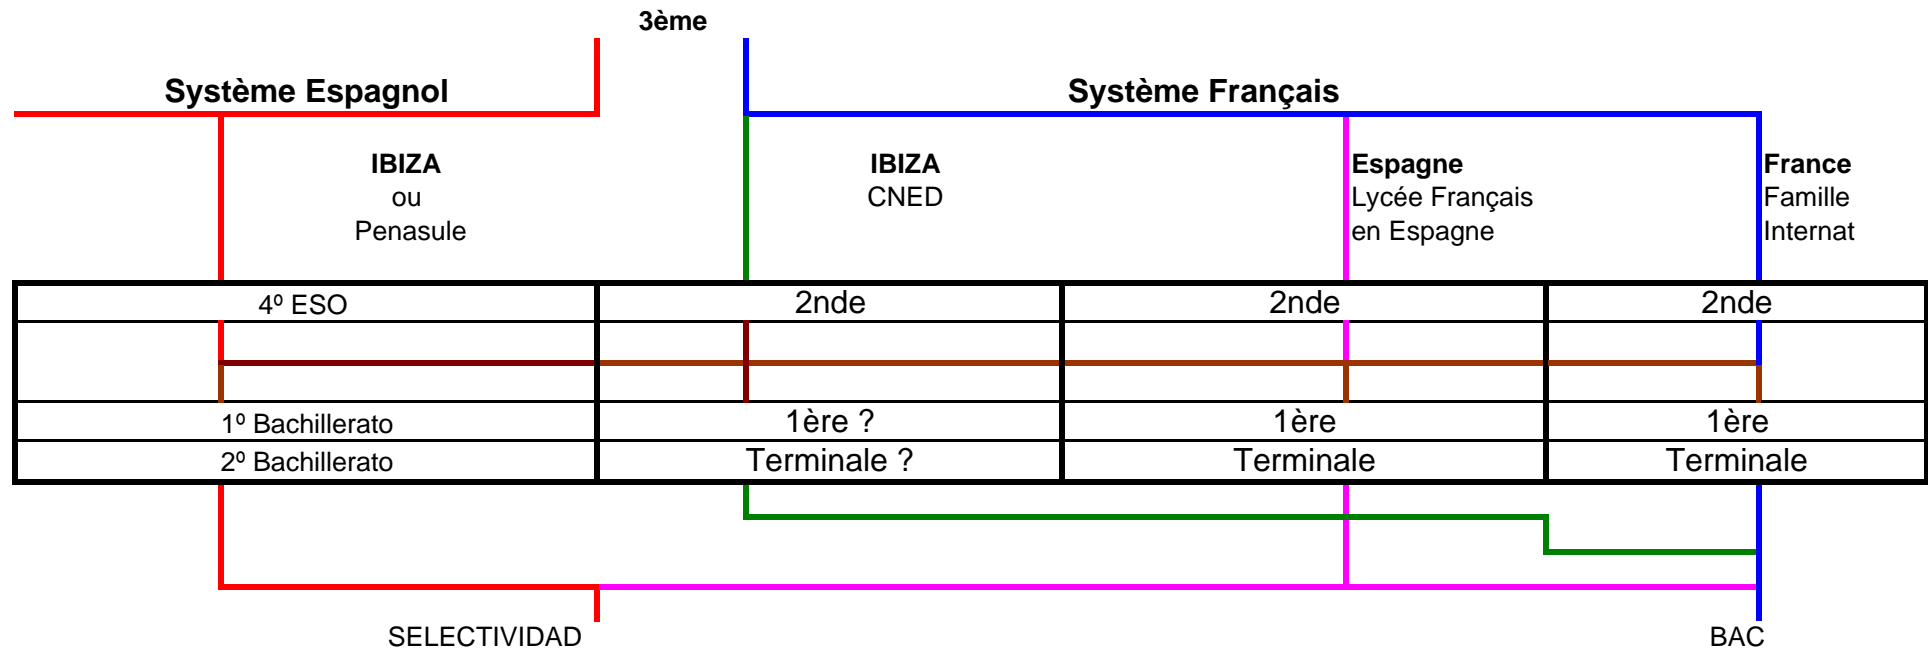 3ème
Système Espagnol
Système Français
IBIZA
ou
Penasule
IBIZA
CNED
Espagne
Lycée Français
en Espagne
France
Famille
Internat
4º ESO
2nde
2nde
2nde
1º Bachillerato
1ère ?
1ère
1ère
2º Bachillerato
Terminale ?
Terminale
Terminale
SELECTIVIDAD
BAC